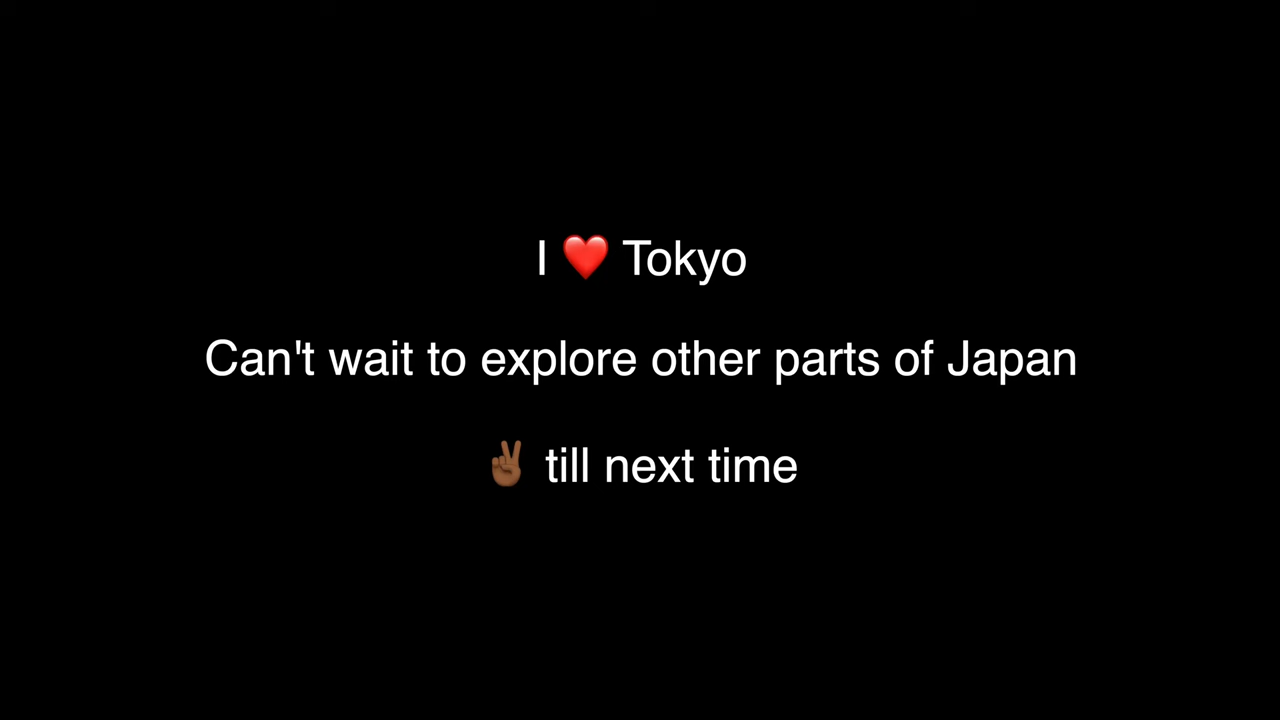 I ❤️ Tokyo
Can't wait to explore other parts of Japan
✌🏾 till next time